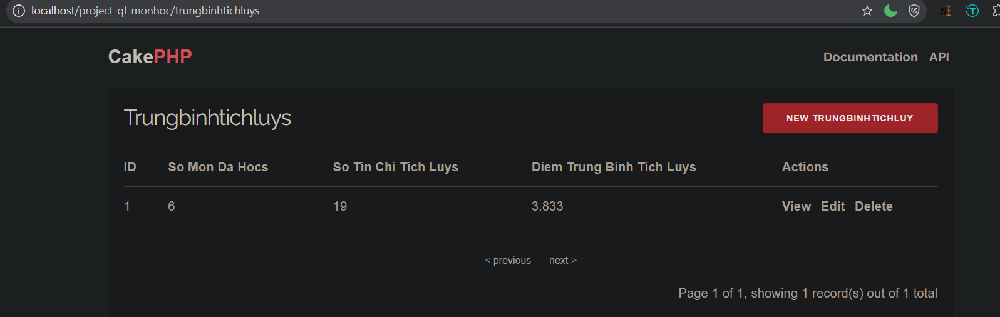 localhost/project_ql_monhoc/trungbinhtichluys
CakePHP
Documentation API
Trungbinhtichluys
NEW TRUNGBINHTICHLUY
ID So Mon Da Hocs So Tin Chi Tich Luys Diem Trung Binh Tich Luys Actions
1 6 19 3.833 View Edit Delete
< previous next >
Page 1 of 1, showing 1 record(s) out of 1 total